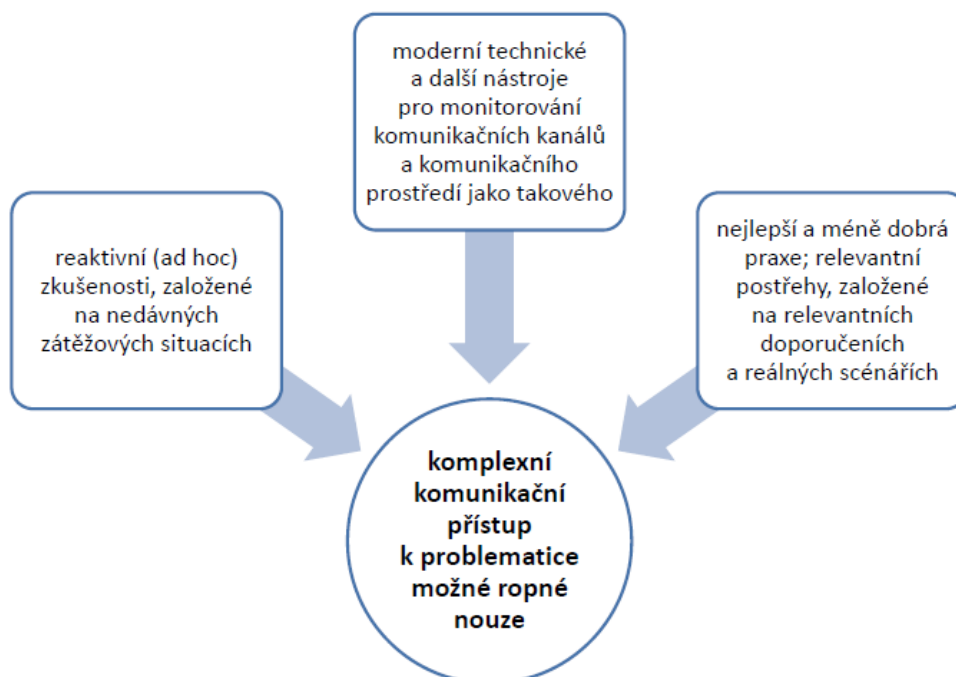 moderní technické
a další nástroje
pro monitorování
komunikačních kanálů
a komunikačního
prostředí jako takového
reaktivní (ad hoc)
zkušenosti, založené
na nedávných
zátěžových situacích
nejlepší a méně dobrá
praxe; relevantní
postřehy, založené
na relevantních
doporučeních
a reálných scénářích
komplexní
komunikační
přístup
k problematice
možné ropné
nouze